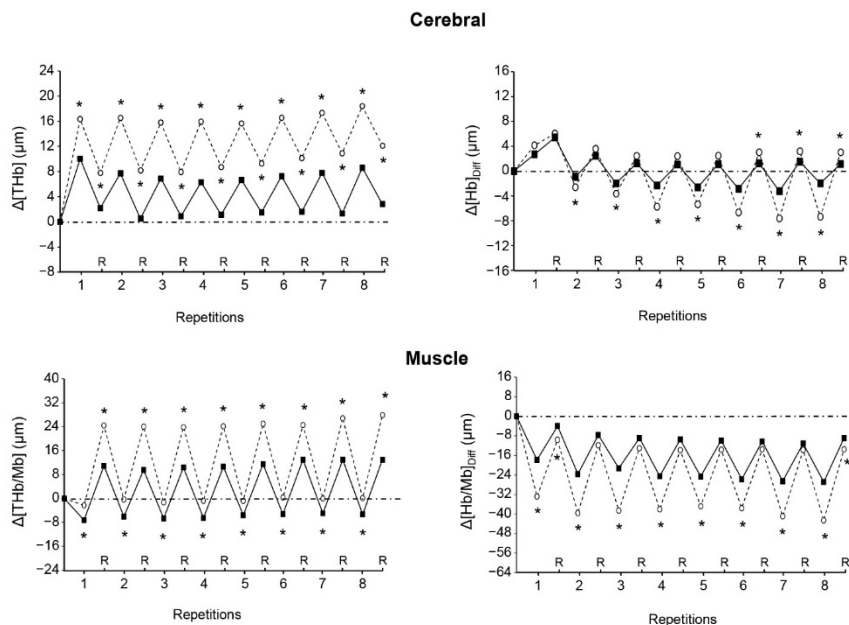 Cerebral
Δ[THb] (μm)
24
20
16
12
8
4
0
−4
−8
* * * * * * * *
* * * * * * * *
R R R R R R R R
1 2 3 4 5 6 7 8
Repetitions
Δ[Hb]Diff (μm)
16
12
8
4
0
−4
−8
−12
−16
* * *
* * * * * * *
R R R R R R R R
1 2 3 4 5 6 7 8
Repetitions
Muscle
Δ[THb/Mb] (μm)
40
32
24
16
8
0
−8
−16
−24
* * * * * * * *
* * * * * * * *
R R R R R R R R
1 2 3 4 5 6 7 8
Repetitions
Δ[Hb/Mb]Diff (μm)
16
8
0
−8
−16
−24
−32
−40
−48
−56
−64
* *
* * * * * * * *
R R R R R R R R
1 2 3 4 5 6 7 8
Repetitions